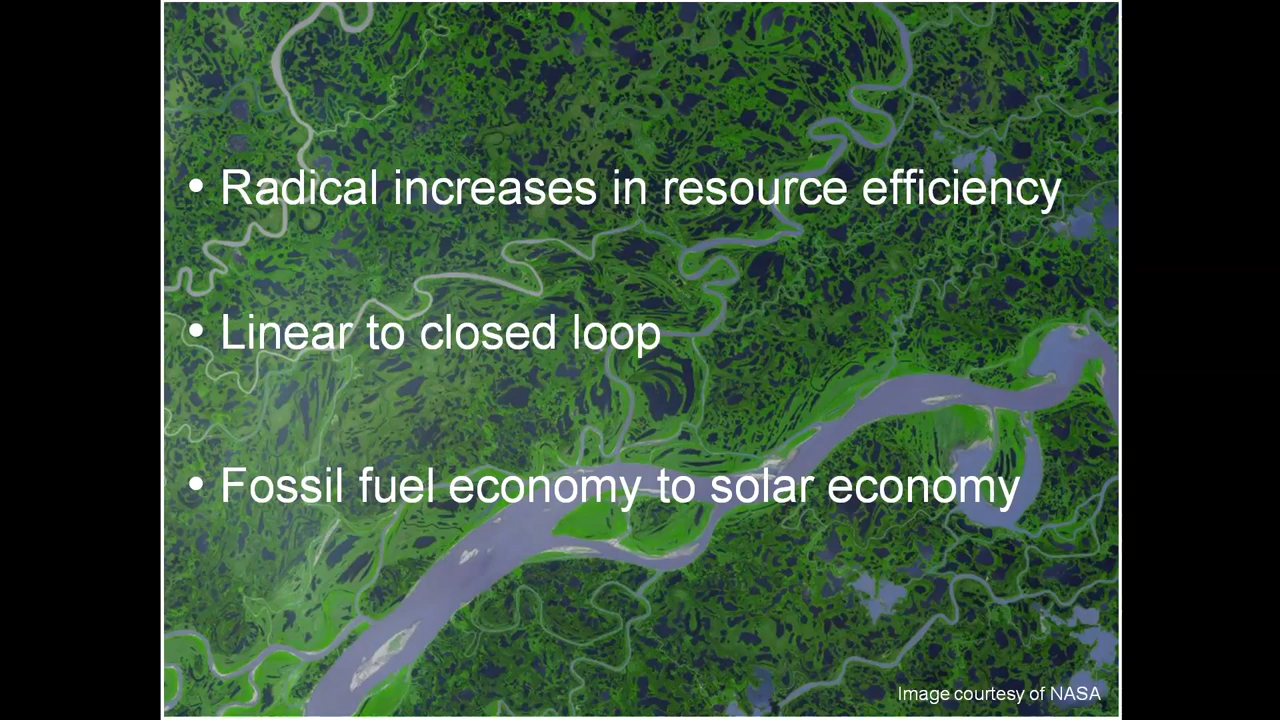 • Radical increases in resource efficiency
• Linear to closed loop
• Fossil fuel economy to solar economy
Image courtesy of NASA